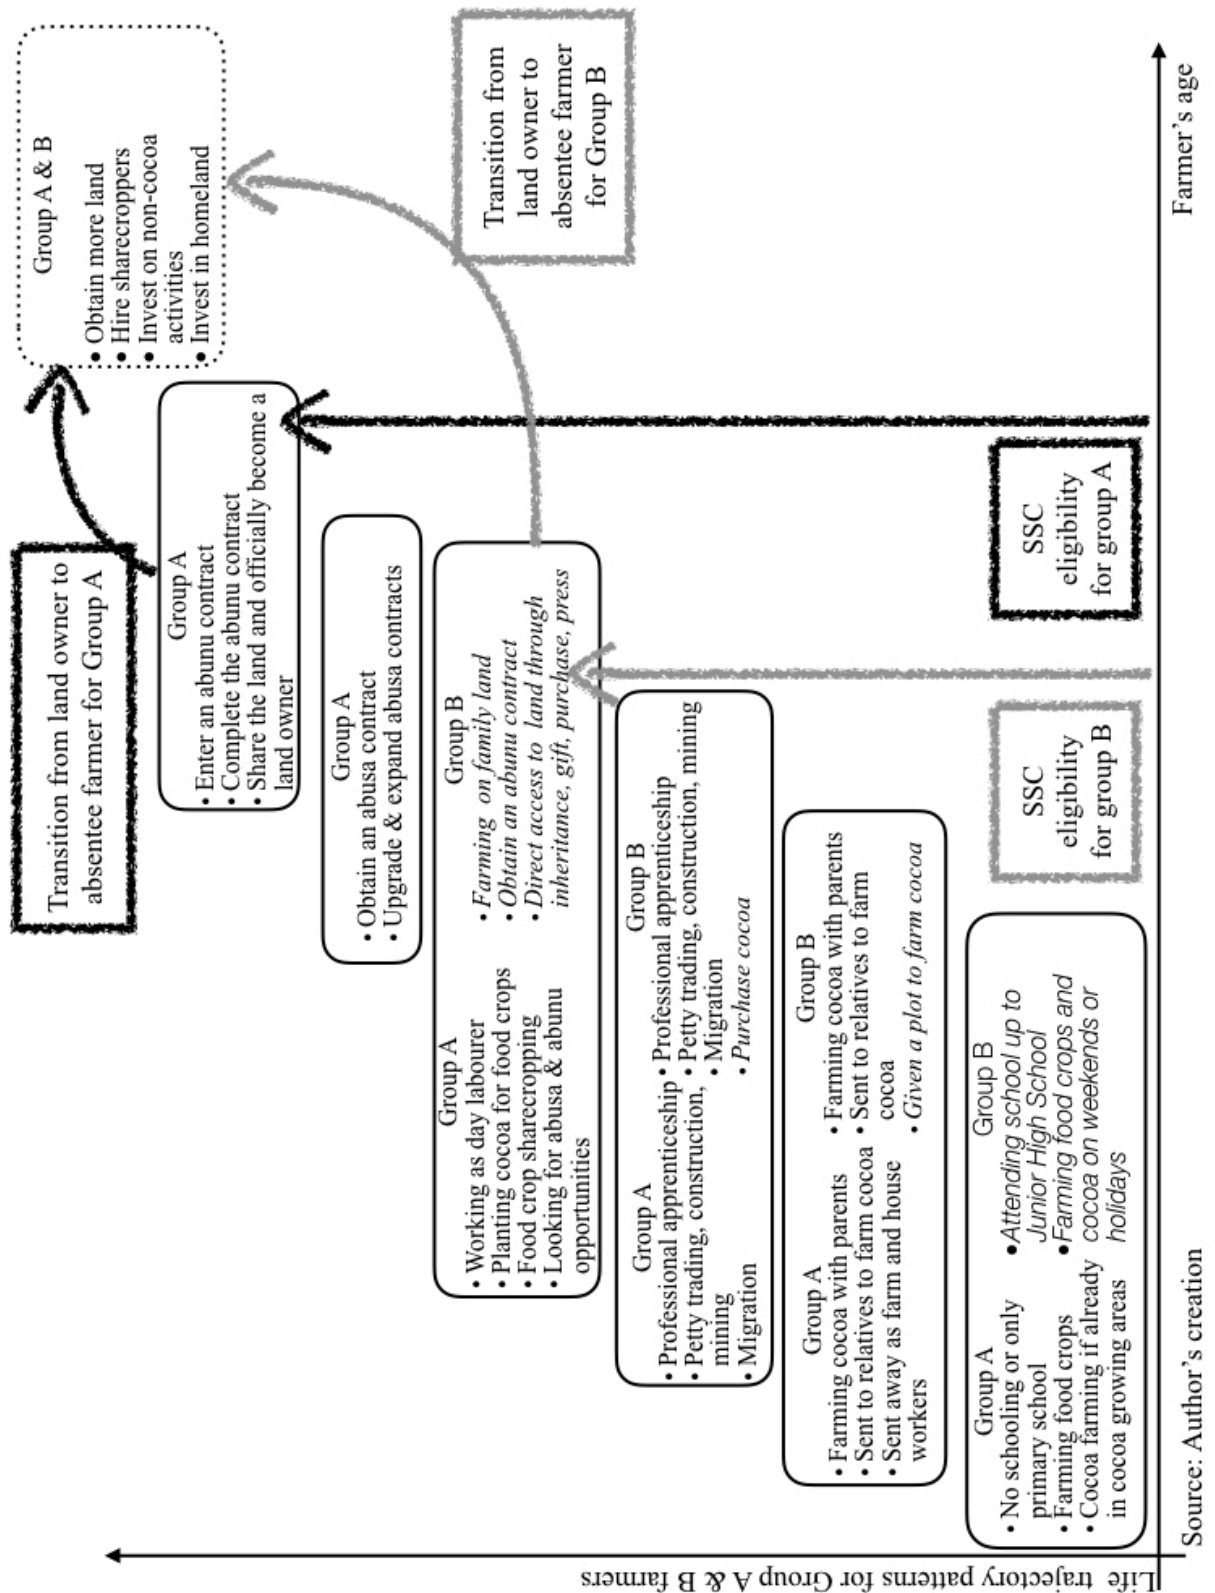 Transition from land owner to
absentee farmer for Group A
Group A & B
• Obtain more land
• Hire sharecroppers
• Invest on non-cocoa
activities
• Invest in homeland
Group A
• Enter an abunu contract
• Complete the abunu contract
• Share the land and officially become a
land owner
Group A
• Obtain an abusa contract
• Upgrade & expand abusa contracts
Transition from
land owner to
absentee farmer
for Group B
Group A
• Working as day labourer
• Planting cocoa for food crops
• Food crop sharecropping
• Looking for abusa & abunu
opportunities
Group B
• Farming on family land
• Obtain an abunu contract
• Direct access to land through
inheritance, gift, purchase, press
Group A
• Professional apprenticeship
• Petty trading, construction,
mining
• Migration
Group B
• Professional apprenticeship
• Petty trading, construction, mining
• Migration
• Purchase cocoa
Group A
• Farming cocoa with parents
• Sent to relatives to farm cocoa
• Sent away as farm and house
workers
Group B
• Farming cocoa with parents
• Sent to relatives to farm
cocoa
• Given a plot to farm cocoa
Group A
• No schooling or only
primary school
• Farming food crops
• Cocoa farming if already
in cocoa growing areas
Group B
• Attending school up to
Junior High School
• Farming food crops and
cocoa on weekends or
holidays
SSC
eligibility
for group B
SSC
eligibility
for group A
Life trajectory patterns for Group A & B farmers
Farmer's age
Source: Author's creation